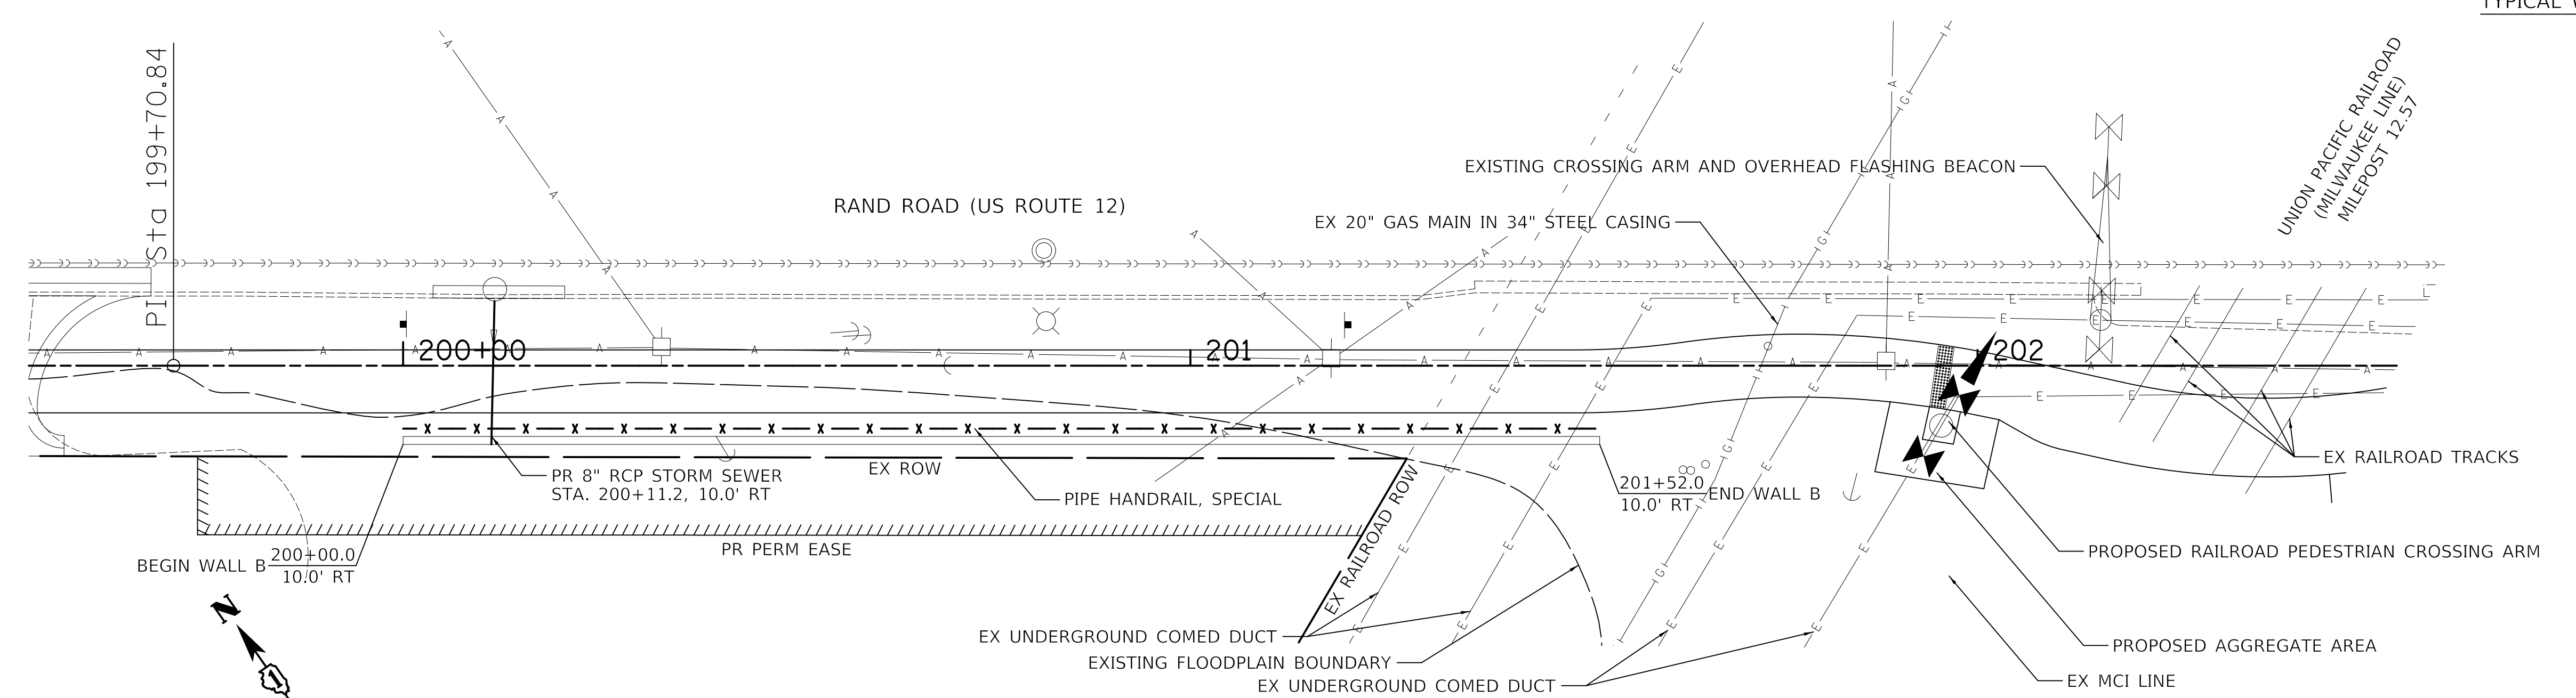 TYPICAL W
PI Sta 199+70.84
RAND ROAD (US ROUTE 12)
EXISTING CROSSING ARM AND OVERHEAD FLASHING BEACON
EX 20" GAS MAIN IN 34" STEEL CASING
UNION PACIFIC RAILROAD
(MILWAUKEE LINE)
MILEPOST 12.57
200+00
201
202
PR 8" RCP STORM SEWER
STA. 200+11.2, 10.0' RT
EX ROW
PIPE HANDRAIL, SPECIAL
201+52.0
10.0' RT
END WALL B
EX RAILROAD TRACKS
BEGIN WALL B
200+00.0
10.0' RT
PR PERM EASE
EX RAILROAD ROW
PROPOSED RAILROAD PEDESTRIAN CROSSING ARM
N
1
EX UNDERGROUND COMED DUCT
EXISTING FLOODPLAIN BOUNDARY
EX UNDERGROUND COMED DUCT
PROPOSED AGGREGATE AREA
EX MCI LINE